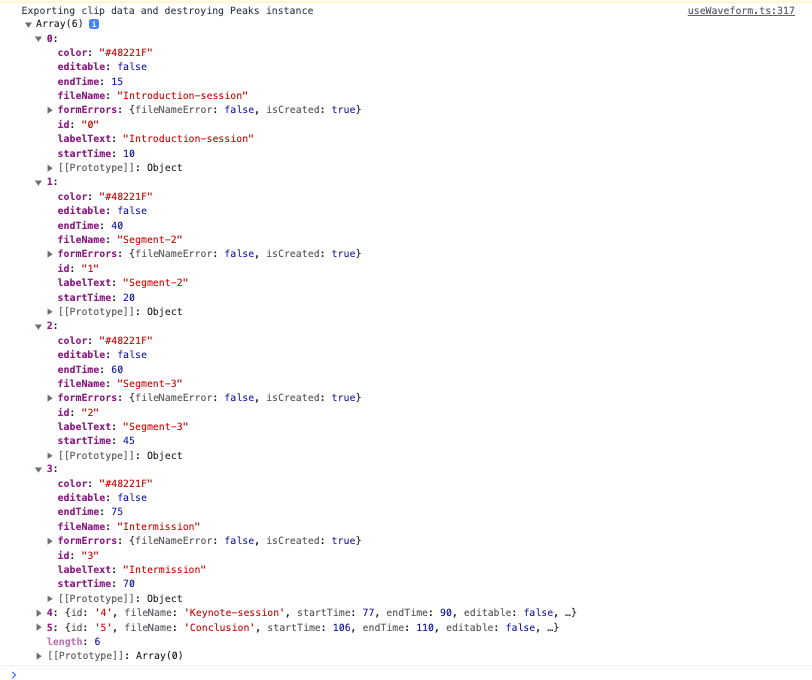 Exporting clip data and destroying Peaks instance useWaveform.ts:317
Array(6) i
0:
color: "#48221F"
editable: false
endTime: 15
fileName: "Introduction-session"
formErrors: {fileNameError: false, isCreated: true}
id: "0"
labelText: "Introduction-session"
startTime: 10
[[Prototype]]: Object
1:
color: "#48221F"
editable: false
endTime: 40
fileName: "Segment-2"
formErrors: {fileNameError: false, isCreated: true}
id: "1"
labelText: "Segment-2"
startTime: 20
[[Prototype]]: Object
2:
color: "#48221F"
editable: false
endTime: 60
fileName: "Segment-3"
formErrors: {fileNameError: false, isCreated: true}
id: "2"
labelText: "Segment-3"
startTime: 45
[[Prototype]]: Object
3:
color: "#48221F"
editable: false
endTime: 75
fileName: "Intermission"
formErrors: {fileNameError: false, isCreated: true}
id: "3"
labelText: "Intermission"
startTime: 70
[[Prototype]]: Object
4: {id: '4', fileName: 'Keynote-session', startTime: 77, endTime: 90, editable: false, …}
5: {id: '5', fileName: 'Conclusion', startTime: 106, endTime: 110, editable: false, …}
length: 6
[[Prototype]]: Array(0)